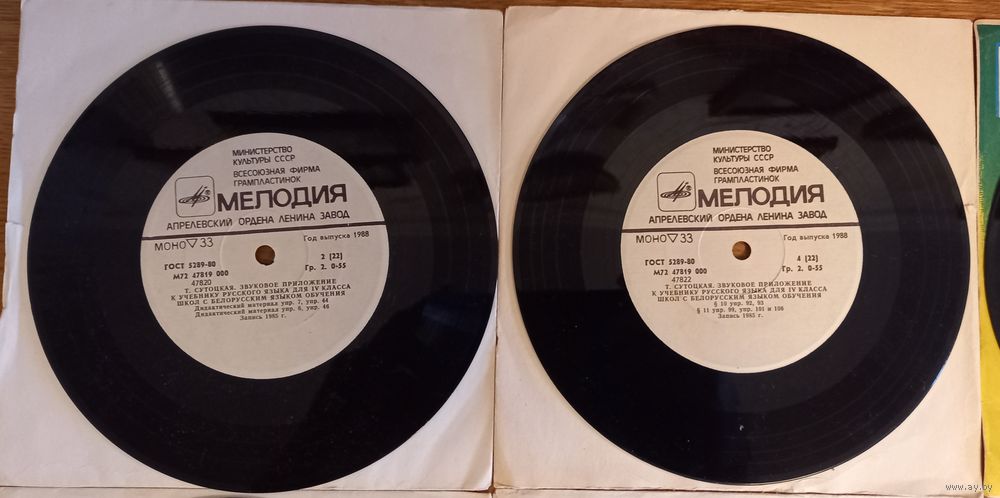 МИНИСТЕРСТВО
КУЛЬТУРЫ СССР
ВСЕСОЮЗНАЯ ФИРМА
ГРАМПЛАСТИНОК
МЕЛОДИЯ
АПРЕЛЕВСКИЙ ОРДЕНА ЛЕНИНА ЗАВОД
МОНО 33
Год выпуска 1988
ГОСТ 5289-80
2 [22]
М72 47819 000
Гр. 2. 0-55
47820
Т. СУТОЦКАЯ. ЗВУКОВОЕ ПРИЛОЖЕНИЕ
К УЧЕБНИКУ РУССКОГО ЯЗЫКА ДЛЯ IV КЛАССА
ШКОЛ С БЕЛОРУССКИМ ЯЗЫКОМ ОБУЧЕНИЯ
Дидактический материал упр. 7, упр. 44
Дидактический материал упр. 6, упр. 46
Запись 1985 г.
МИНИСТЕРСТВО
КУЛЬТУРЫ СССР
ВСЕСОЮЗНАЯ ФИРМА
ГРАМПЛАСТИНОК
МЕЛОДИЯ
АПРЕЛЕВСКИЙ ОРДЕНА ЛЕНИНА ЗАВОД
МОНО 33
Год выпуска 1988
ГОСТ 5289-80
4 [22]
М72 47819 000
Гр. 2. 0-55
47822
Т. СУТОЦКАЯ. ЗВУКОВОЕ ПРИЛОЖЕНИЕ
К УЧЕБНИКУ РУССКОГО ЯЗЫКА ДЛЯ IV КЛАССА
ШКОЛ С БЕЛОРУССКИМ ЯЗЫКОМ ОБУЧЕНИЯ
§ 10 упр. 92, 93
§ 11 упр. 99, упр. 101 и 106
Запись 1985 г.
www.ay.by